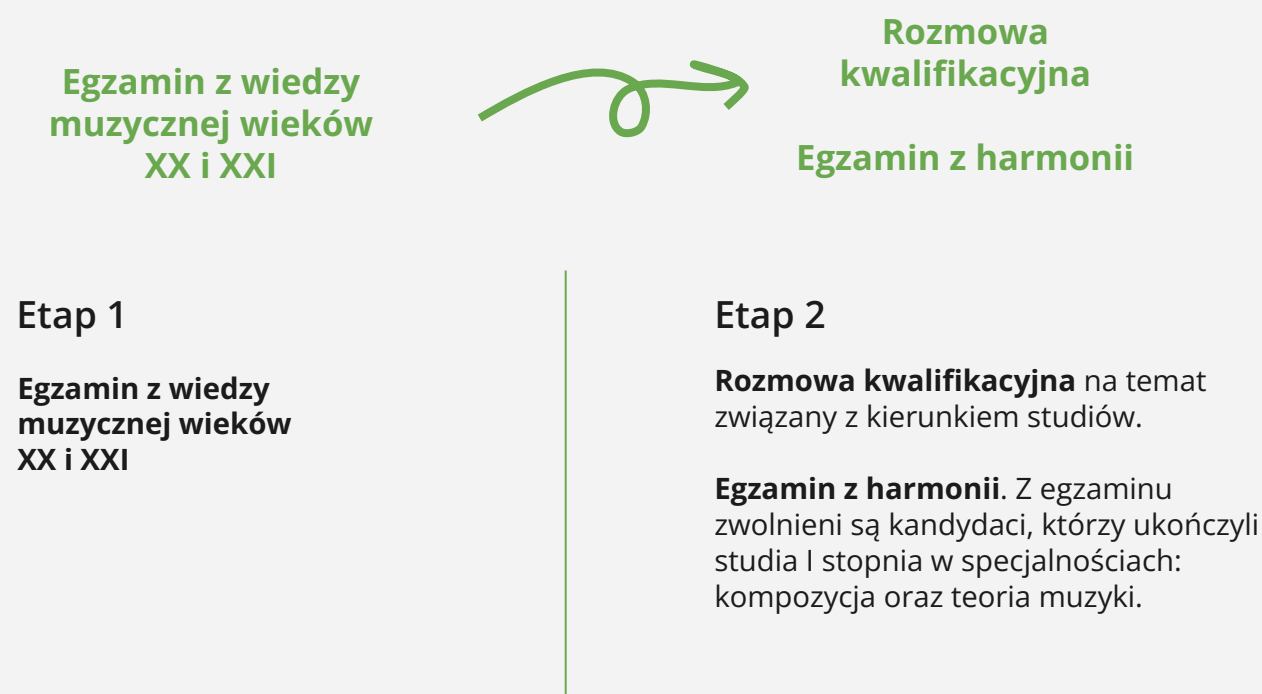 Egzamin z wiedzy
muzycznej wieków
XX i XXI
Rozmowa
kwalifikacyjna
Egzamin z harmonii
Etap 1
Egzamin z wiedzy
muzycznej wieków
XX i XXI
Etap 2
Rozmowa kwalifikacyjna na temat
związany z kierunkiem studiów.
Egzamin z harmonii. Z egzaminu
zwolnieni są kandydaci, którzy ukończyli
studia I stopnia w specjalnościach:
kompozycja oraz teoria muzyki.